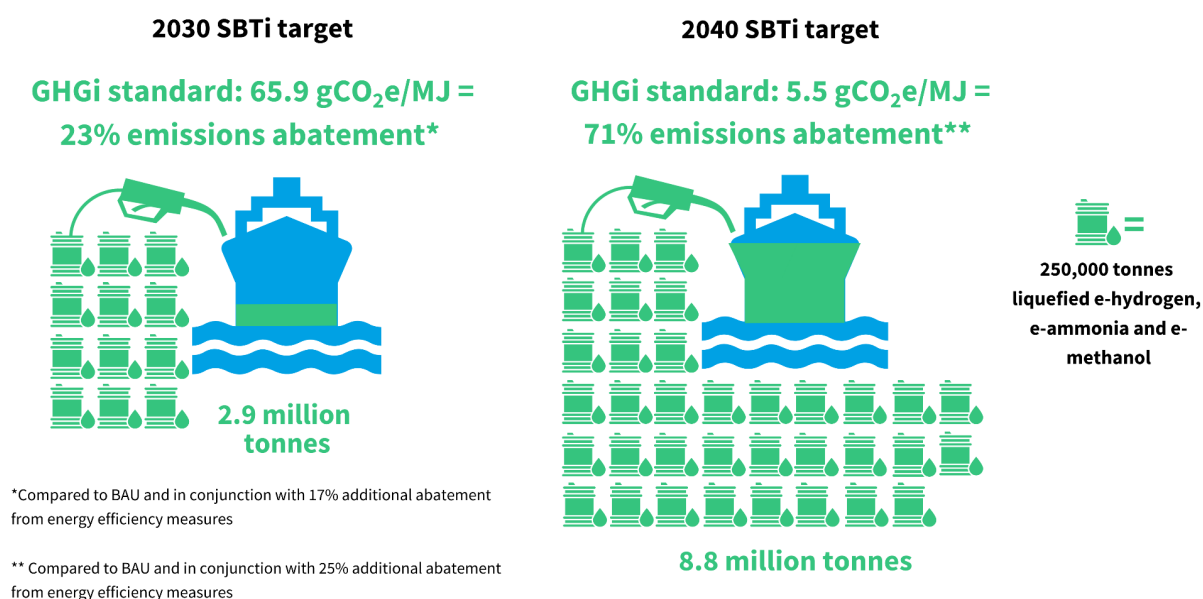 2030 SBTi target
GHGi standard: 65.9 gCO₂e/MJ =
23% emissions abatement*
2.9 million
tonnes
*Compared to BAU and in conjunction with 17% additional abatement
from energy efficiency measures
** Compared to BAU and in conjunction with 25% additional abatement
from energy efficiency measures
2040 SBTi target
GHGi standard: 5.5 gCO₂e/MJ =
71% emissions abatement**
8.8 million tonnes
=
250,000 tonnes
liquefied e-hydrogen,
e-ammonia and e-
methanol